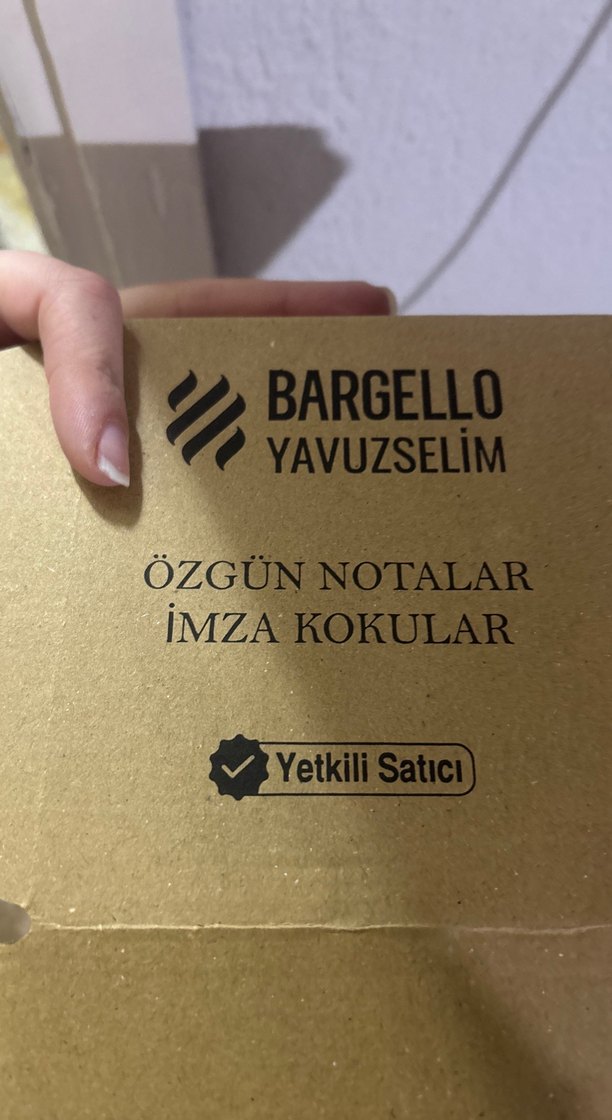 BARGELLO
YAVUZSELİM
ÖZGÜN NOTALAR
İMZA KOKULAR
Yetkili Satıcı